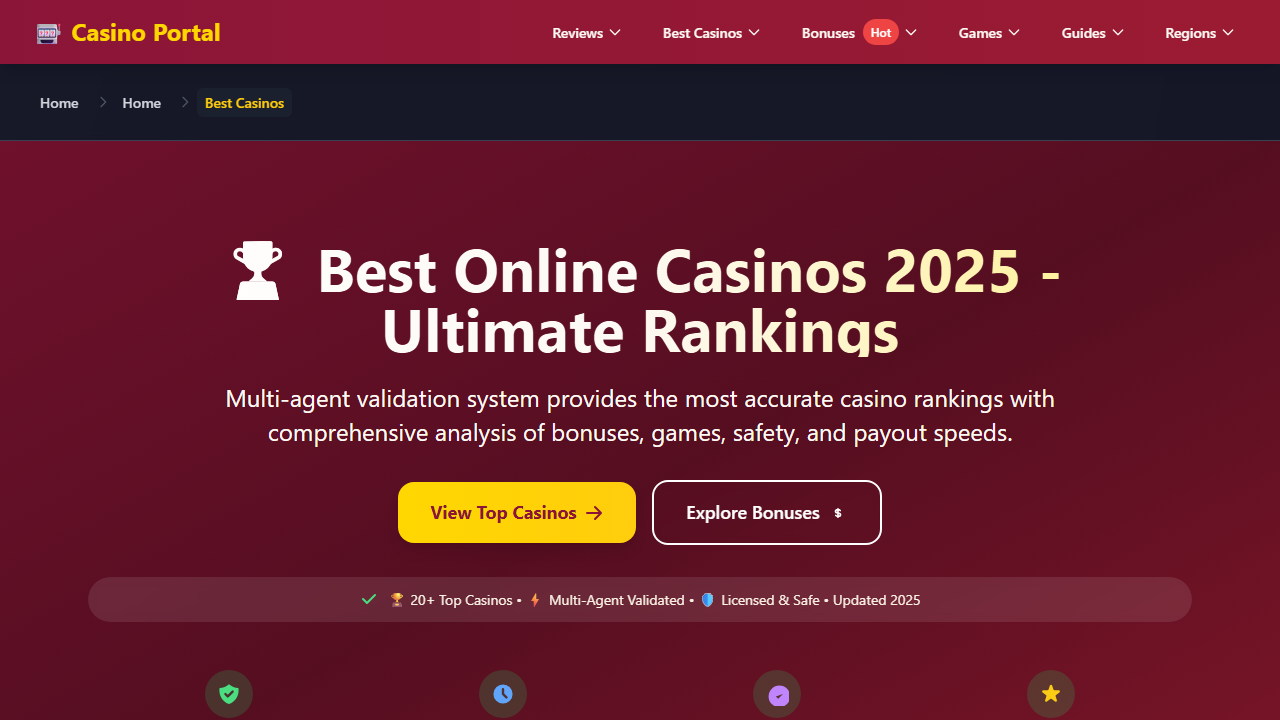 Casino Portal
Reviews
Best Casinos
Bonuses Hot
Games
Guides
Regions
Home
Home
Best Casinos
Best Online Casinos 2025 -
Ultimate Rankings
Multi-agent validation system provides the most accurate casino rankings with
comprehensive analysis of bonuses, games, safety, and payout speeds.
View Top Casinos →
Explore Bonuses $
🏆 20+ Top Casinos • ⚡ Multi-Agent Validated • 🛡️ Licensed & Safe • Updated 2025